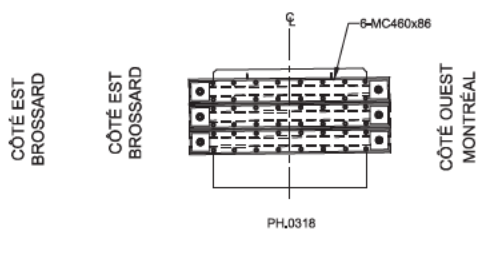 ℄
6-MC460x86
CÔTÉ EST
BROSSARD
CÔTÉ EST
BROSSARD
CÔTÉ OUEST
MONTRÉAL
PH.0318